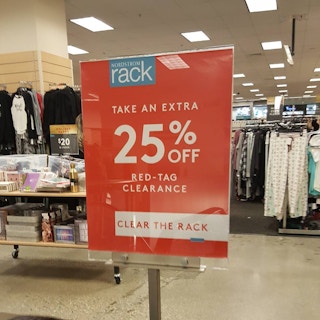 NORDSTROM
rack
TAKE AN EXTRA
25% OFF
RED-TAG
CLEARANCE
CLEAR THE RACK
$20